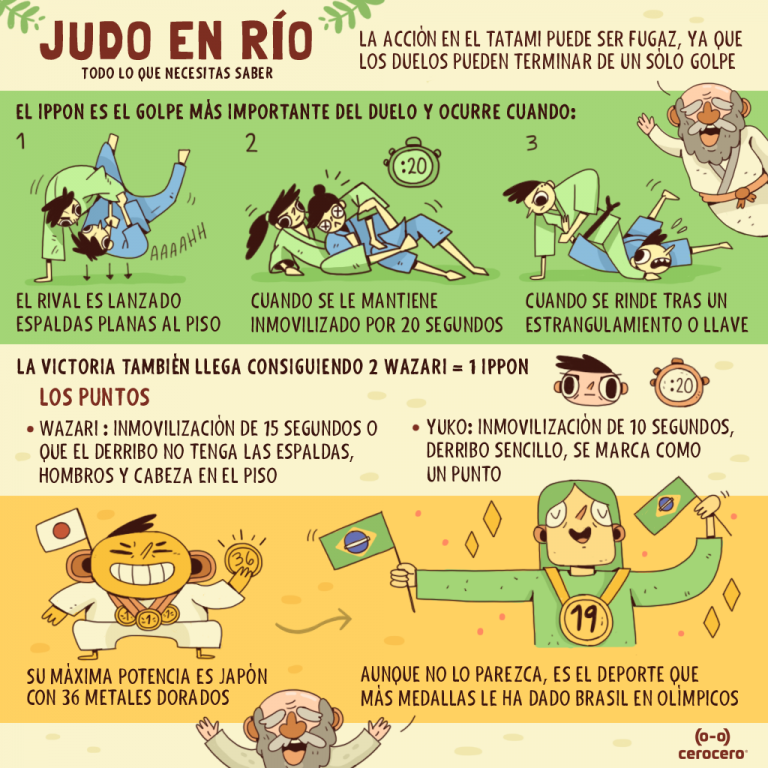 JUDO EN RÍO
TODO LO QUE NECESITAS SABER
LA ACCIÓN EN EL TATAMI PUEDE SER FUGAZ, YA QUE
LOS DUELOS PUEDEN TERMINAR DE UN SÓLO GOLPE
EL IPPON ES EL GOLPE MÁS IMPORTANTE DEL DUELO Y OCURRE CUANDO:
1
AAAAHH
EL RIVAL ES LANZADO
ESPALDAS PLANAS AL PISO
2
:20
CUANDO SE LE MANTIENE
INMOVILIZADO POR 20 SEGUNDOS
3
CUANDO SE RINDE TRAS UN
ESTRANGULAMIENTO O LLAVE
LA VICTORIA TAMBIÉN LLEGA CONSIGUIENDO 2 WAZARI = 1 IPPON
:20
LOS PUNTOS
• WAZARI : INMOVILIZACIÓN DE 15 SEGUNDOS O
QUE EL DERRIBO NO TENGA LAS ESPALDAS,
HOMBROS Y CABEZA EN EL PISO
• YUKO: INMOVILIZACIÓN DE 10 SEGUNDOS,
DERRIBO SENCILLO, SE MARCA COMO
UN PUNTO
36
1
1
1
SU MÁXIMA POTENCIA ES JAPÓN
CON 36 METALES DORADOS
19
AUNQUE NO LO PAREZCA, ES EL DEPORTE QUE
MÁS MEDALLAS LE HA DADO BRASIL EN OLÍMPICOS
(o-o)
cerocero®